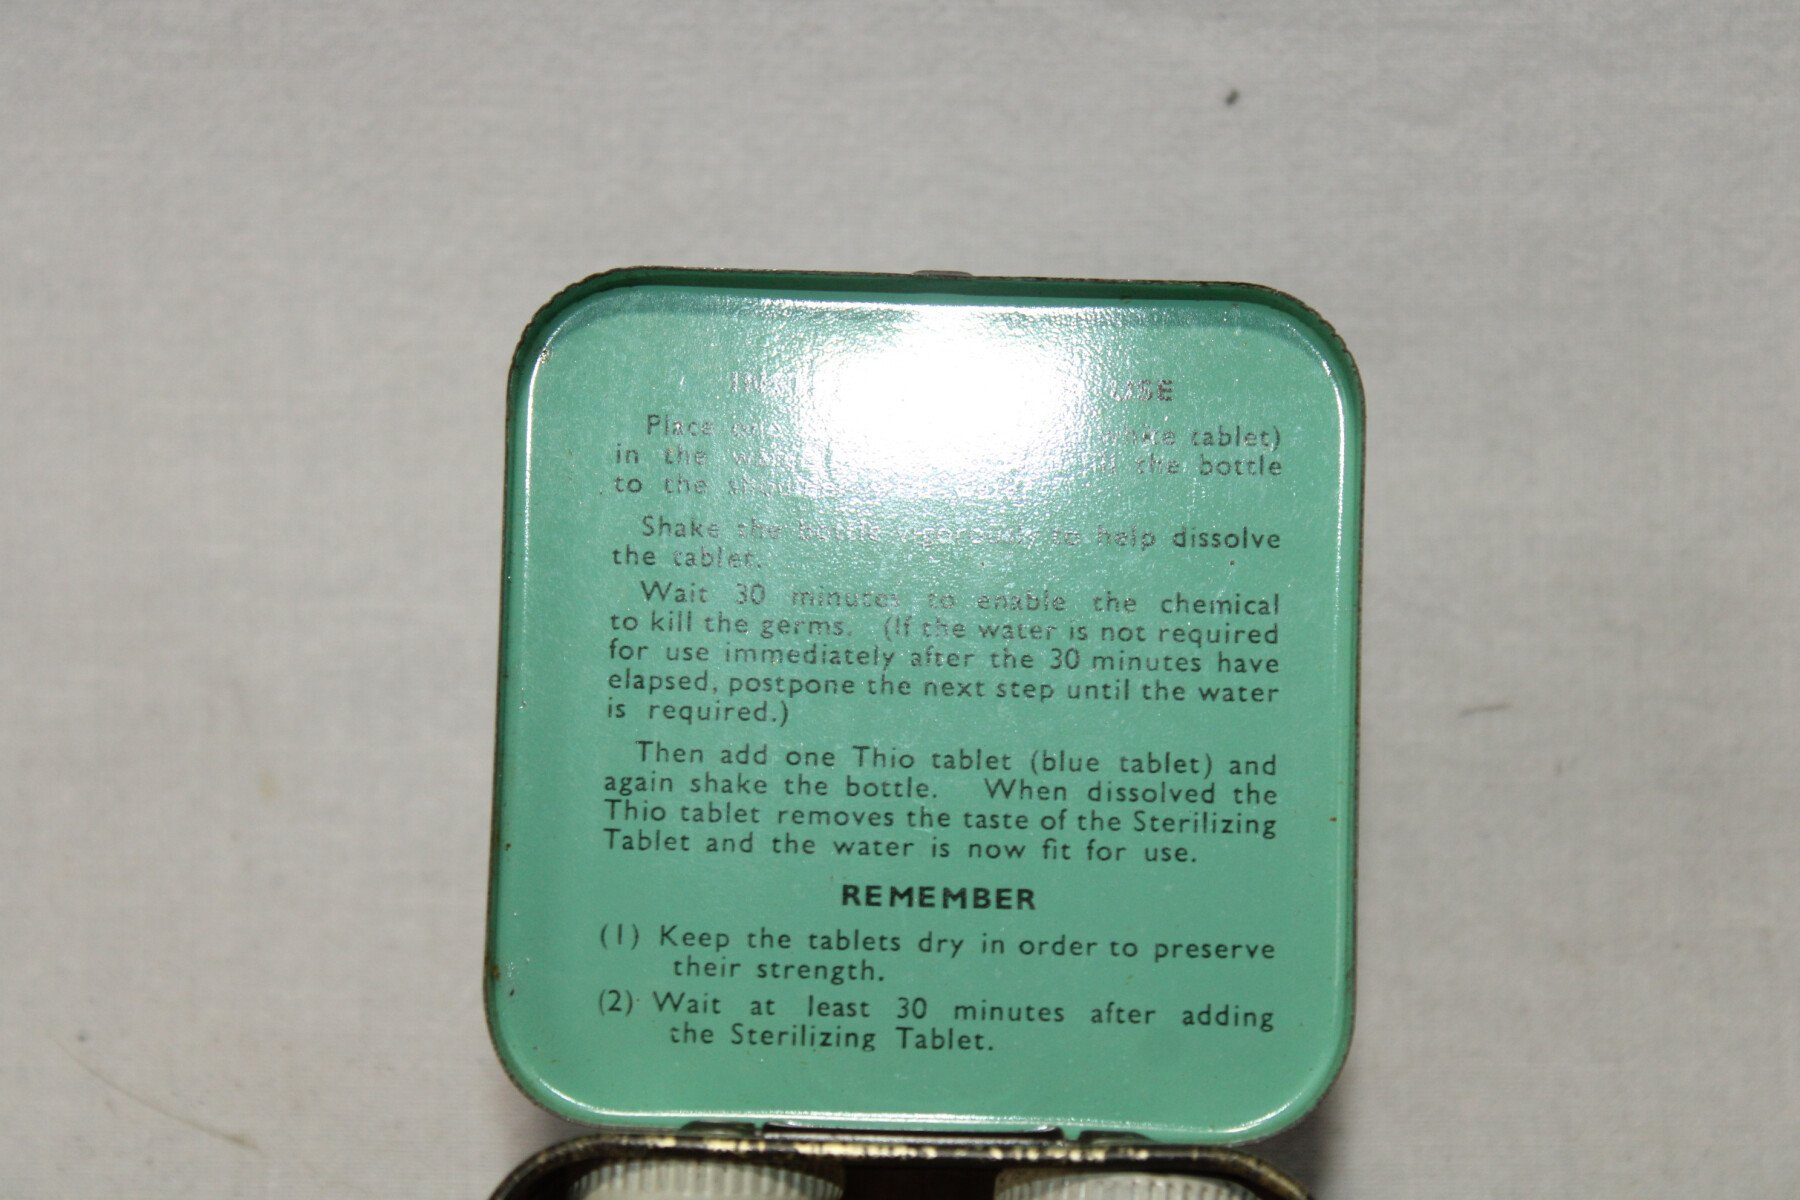 USE
Place tablet)
in the the bottle
to the
Shake the bottle vigorously to help dissolve
the tablet.
Wait 30 minutes to enable the chemical
to kill the germs. (If the water is not required
for use immediately after the 30 minutes have
elapsed, postpone the next step until the water
is required.)
Then add one Thio tablet (blue tablet) and
again shake the bottle. When dissolved the
Thio tablet removes the taste of the Sterilizing
Tablet and the water is now fit for use.
REMEMBER
(1) Keep the tablets dry in order to preserve
their strength.
(2) Wait at least 30 minutes after adding
the Sterilizing Tablet.